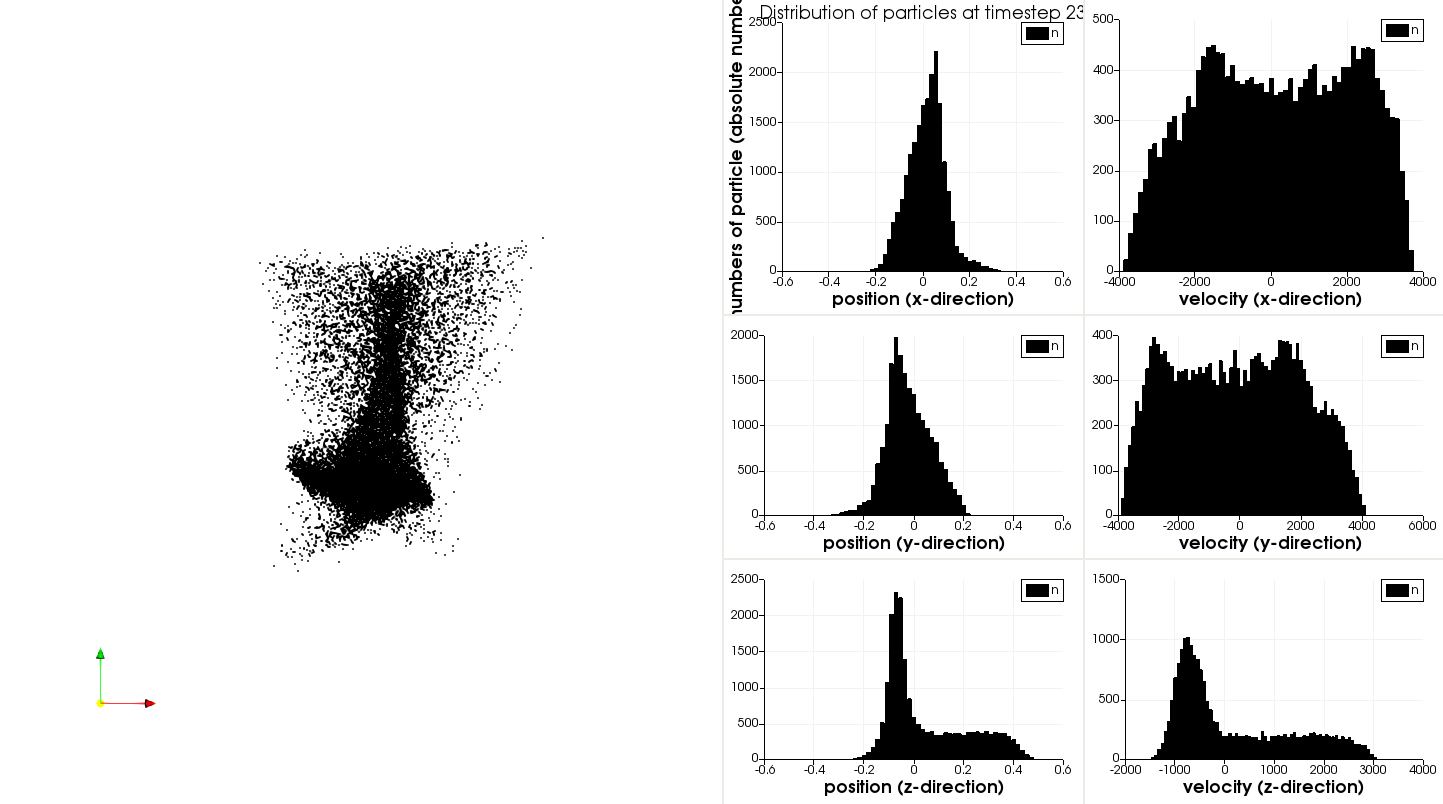 Distribution of particles at timestep 23
numbers of particle (absolute numbe
2500
2000
1500
1000
500
0
-0.6 -0.4 -0.2 0 0.2 0.4 0.6
position (x-direction)
n
500
400
300
200
100
0
-4000 -2000 0 2000 4000
velocity (x-direction)
n
2000
1500
1000
500
0
-0.6 -0.4 -0.2 0 0.2 0.4 0.6
position (y-direction)
n
400
300
200
100
0
-4000 -2000 0 2000 4000 6000
velocity (y-direction)
n
2500
2000
1500
1000
500
0
-0.6 -0.4 -0.2 0 0.2 0.4 0.6
position (z-direction)
n
1500
1000
500
0
-2000 -1000 0 1000 2000 3000 4000
velocity (z-direction)
n